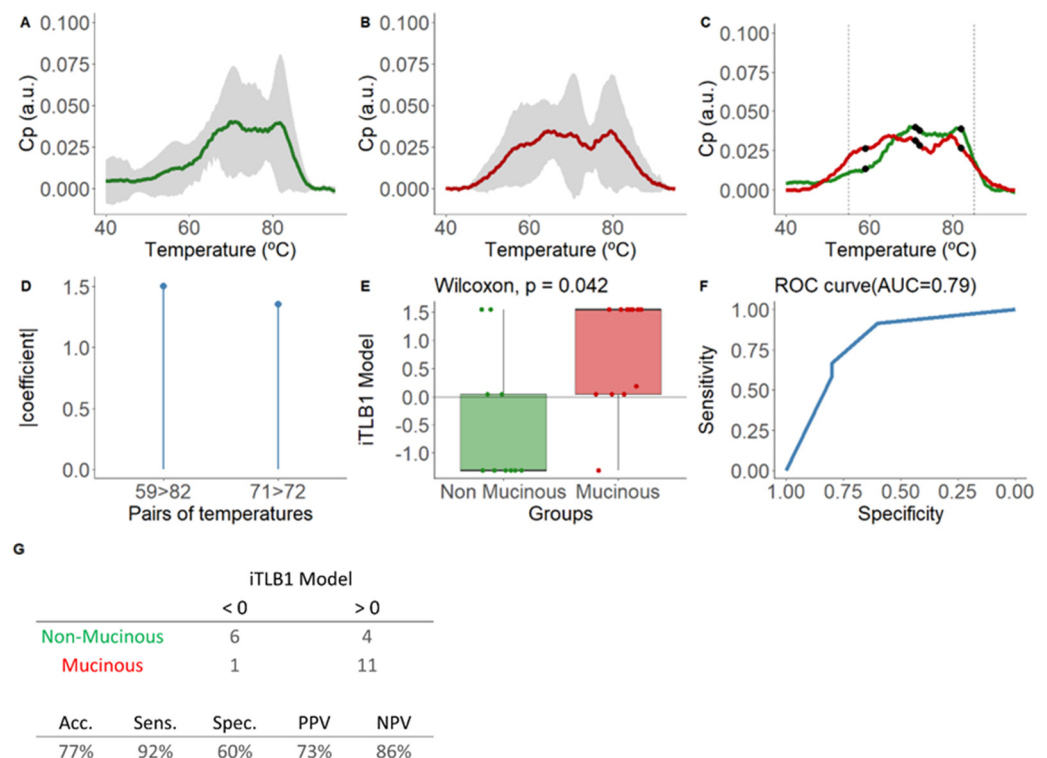 A
0.100
0.075
0.050
0.025
0.000
Cp (a.u.)
40
60
80
Temperature (ºC)
B
0.100
0.075
0.050
0.025
0.000
Cp (a.u.)
40
60
80
Temperature (ºC)
C
0.100
0.075
0.050
0.025
0.000
Cp (a.u.)
40
60
80
Temperature (ºC)
D
1.5
1.0
0.5
0.0
|coefficient|
59>82
71>72
Pairs of temperatures
E
Wilcoxon, p = 0.042
1.5
1.0
0.5
0.0
-0.5
-1.0
iTLB1 Model
Non Mucinous
Mucinous
Groups
F
ROC curve(AUC=0.79)
1.00
0.75
0.50
0.25
0.00
Sensitivity
1.00
0.75
0.50
0.25
0.00
Specificity
G
iTLB1 Model
< 0 > 0
Non-Mucinous 6 4
Mucinous 1 11
Acc. Sens. Spec. PPV NPV
77% 92% 60% 73% 86%